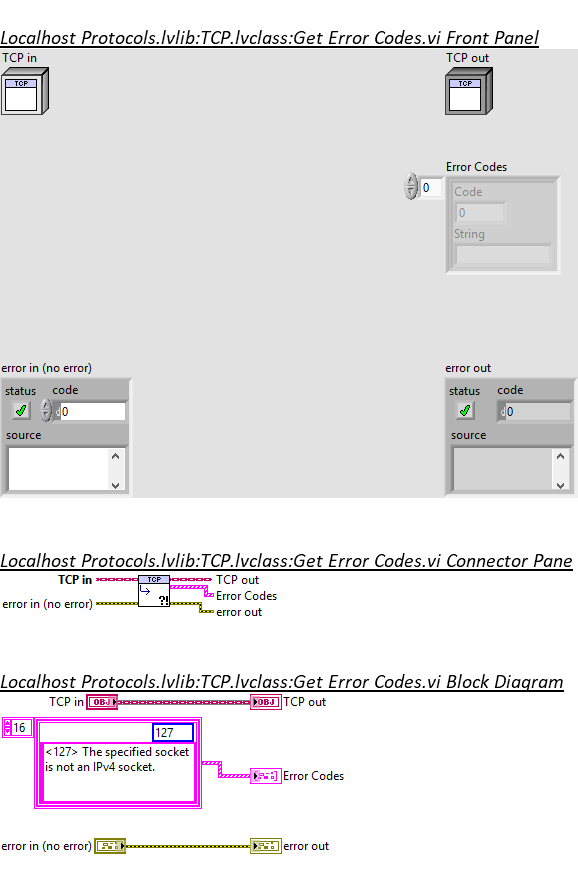 Localhost Protocols.lvlib:TCP.lvclass:Get Error Codes.vi Front Panel
TCP in
TCP out
TCP
TCP
Error Codes
0
Code
0
String
error in (no error)
error out
status
code
status
code
d0
d0
source
source
Localhost Protocols.lvlib:TCP.lvclass:Get Error Codes.vi Connector Pane
TCP in
TCP
TCP out
Error Codes
error in (no error)
?!
error out
Localhost Protocols.lvlib:TCP.lvclass:Get Error Codes.vi Block Diagram
TCP in
OBJ
OBJ
TCP out
16
127
<127> The specified socket
is not an IPv4 socket.
Error Codes
error in (no error)
error out